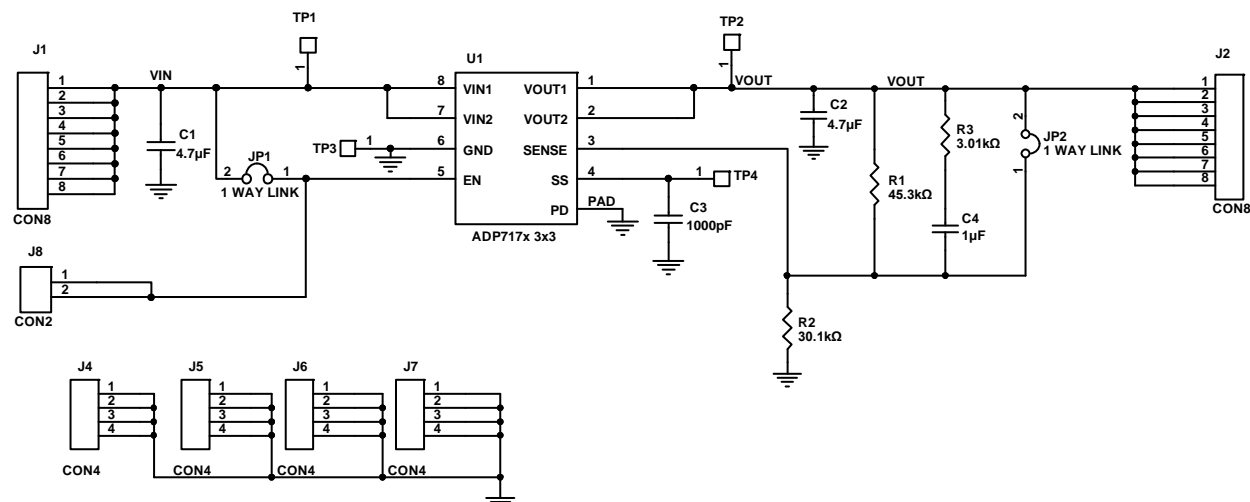 J1
1
2
3
4
5
6
7
8
CON8
VIN
C1
4.7µF
TP1
1
JP1
2
1
1 WAY LINK
TP3
1
U1
8
VIN1
7
VIN2
6
GND
5
EN
VOUT1
1
VOUT2
2
SENSE
3
SS
4
PD
PAD
ADP717x 3x3
TP2
1
VOUT
1
TP4
C3
1000pF
C2
4.7µF
VOUT
R1
45.3kΩ
R3
3.01kΩ
C4
1µF
2
JP2
1 WAY LINK
1
R2
30.1kΩ
J2
1
2
3
4
5
6
7
8
CON8
J8
1
2
CON2
J4
1
2
3
4
CON4
J5
1
2
3
4
CON4
J6
1
2
3
4
CON4
J7
1
2
3
4
CON4